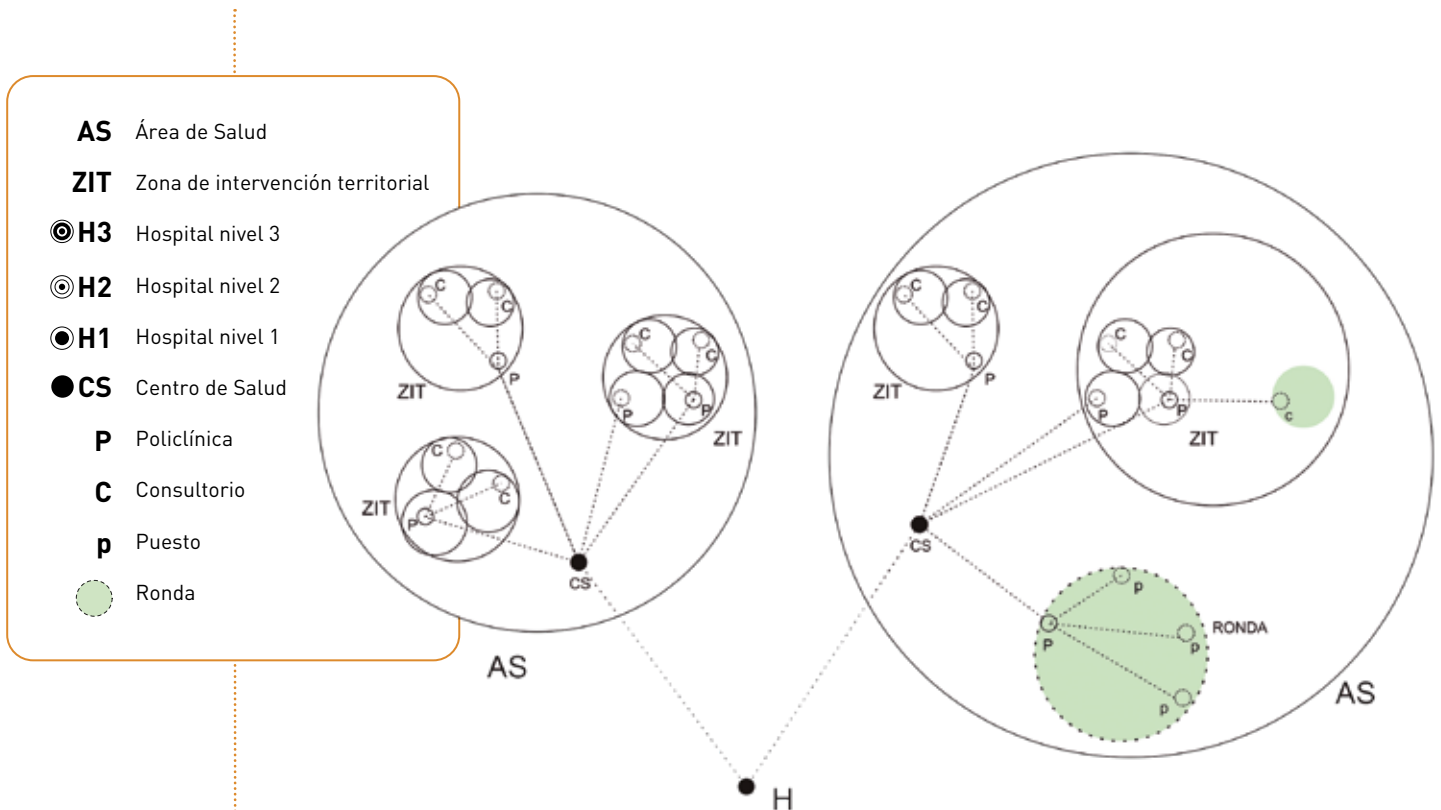 AS Área de Salud
ZIT Zona de intervención territorial
H3 Hospital nivel 3
H2 Hospital nivel 2
H1 Hospital nivel 1
CS Centro de Salud
P Policlínica
C Consultorio
p Puesto
Ronda
C
C
P
ZIT
C
C
P
P
ZIT
C
C
P
ZIT
CS
AS
C
C
P
ZIT
C
C
P
P
c
ZIT
CS
p
P
RONDA
p
p
AS
H